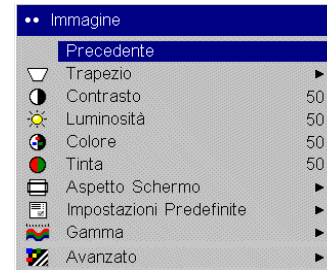 •• Immagine
Precedente
Trapezio
Contrasto 50
Luminosità 50
Colore 50
Tinta 50
Aspetto Schermo
Impostazioni Predefinite
Gamma
Avanzato